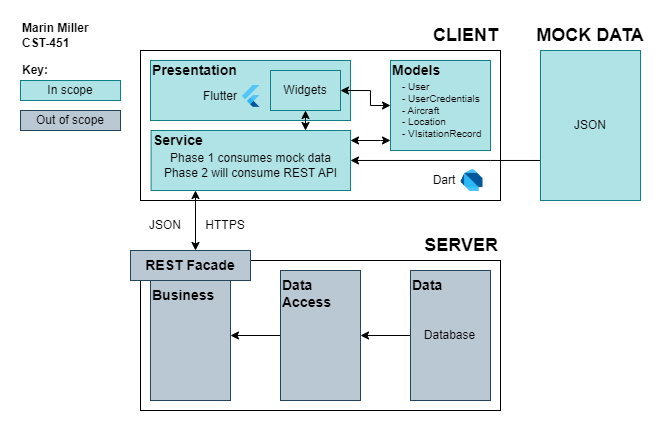 Marin Miller
CST-451
Key:
In scope
Out of scope
CLIENT
MOCK DATA
Presentation
Flutter
Widgets
Models
- User
- UserCredentials
- Aircraft
- Location
- VIsitationRecord
JSON
Service
Phase 1 consumes mock data
Phase 2 will consume REST API
Dart
JSON
HTTPS
SERVER
REST Facade
Business
Data
Access
Data
Database